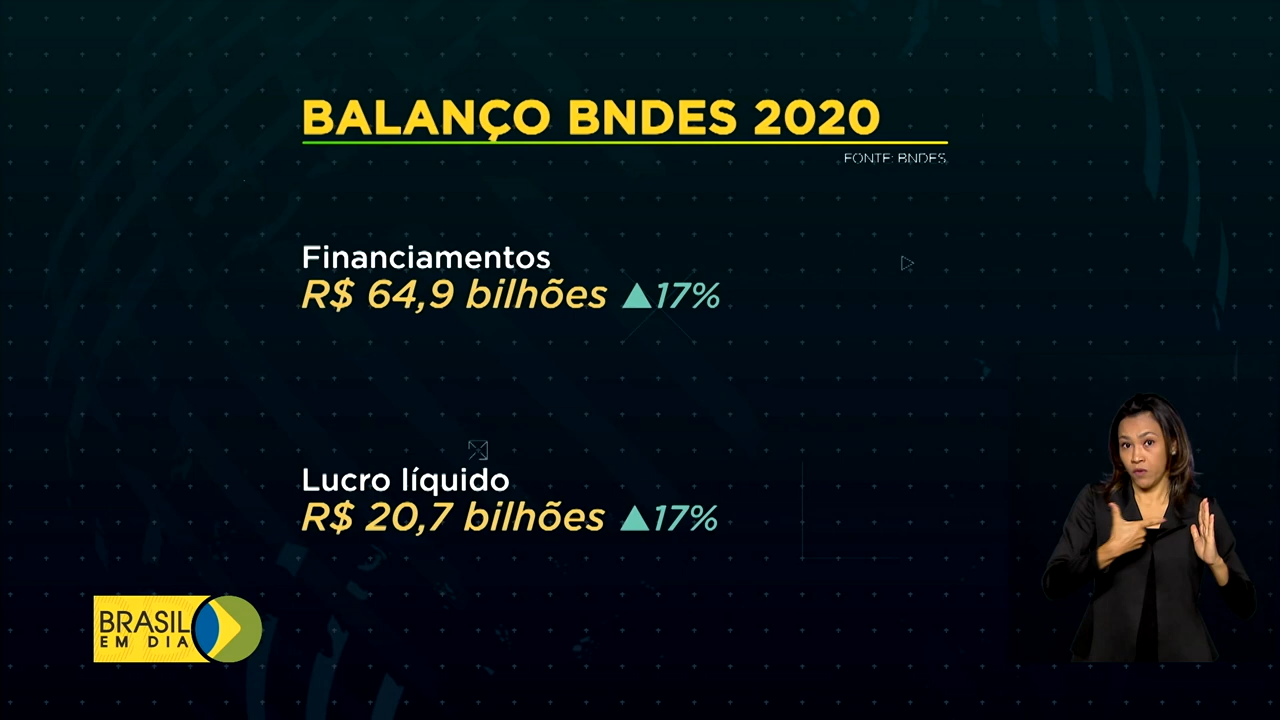 BALANÇO BNDES 2020
FONTE: BNDES
Financiamentos
R$ 64,9 bilhões ▲17%
Lucro líquido
R$ 20,7 bilhões ▲17%
BRASIL
EM DIA